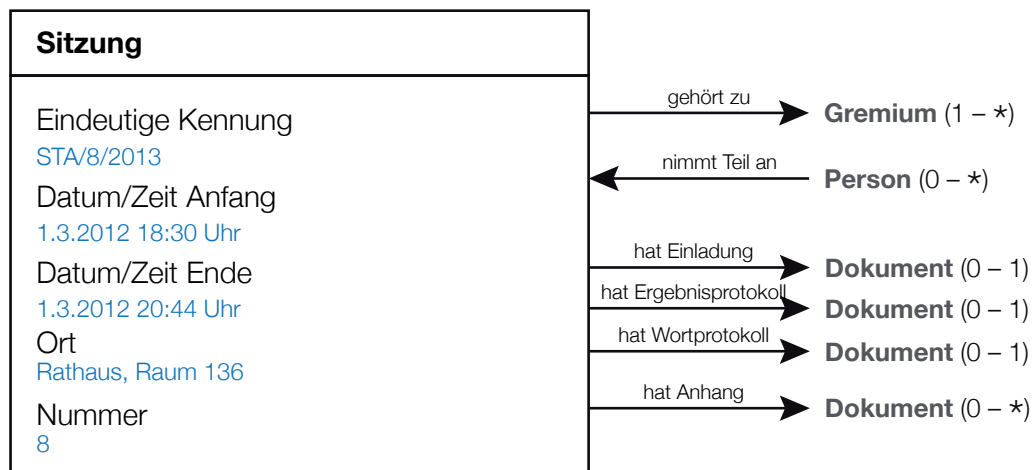 Sitzung
Eindeutige Kennung
STA/8/2013
Datum/Zeit Anfang
1.3.2012 18:30 Uhr
Datum/Zeit Ende
1.3.2012 20:44 Uhr
Ort
Rathaus, Raum 136
Nummer
8
gehört zu
Gremium (1 – *)
nimmt Teil an
Person (0 – *)
hat Einladung
Dokument (0 – 1)
hat Ergebnisprotokoll
Dokument (0 – 1)
hat Wortprotokoll
Dokument (0 – 1)
hat Anhang
Dokument (0 – *)